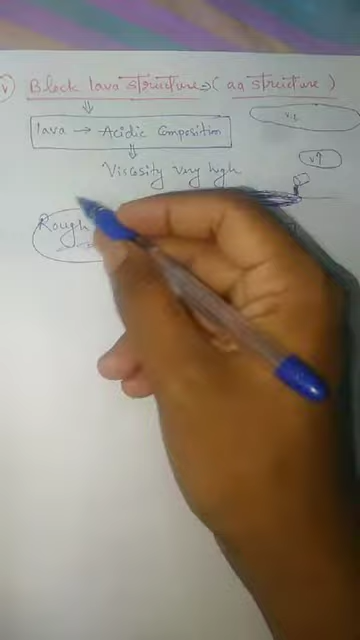 v) Block lava structure ⇒ (aa structure)
⇓
lava → Acidic Composition
v↓
⇓
v↑
Viscosity very high
Rough